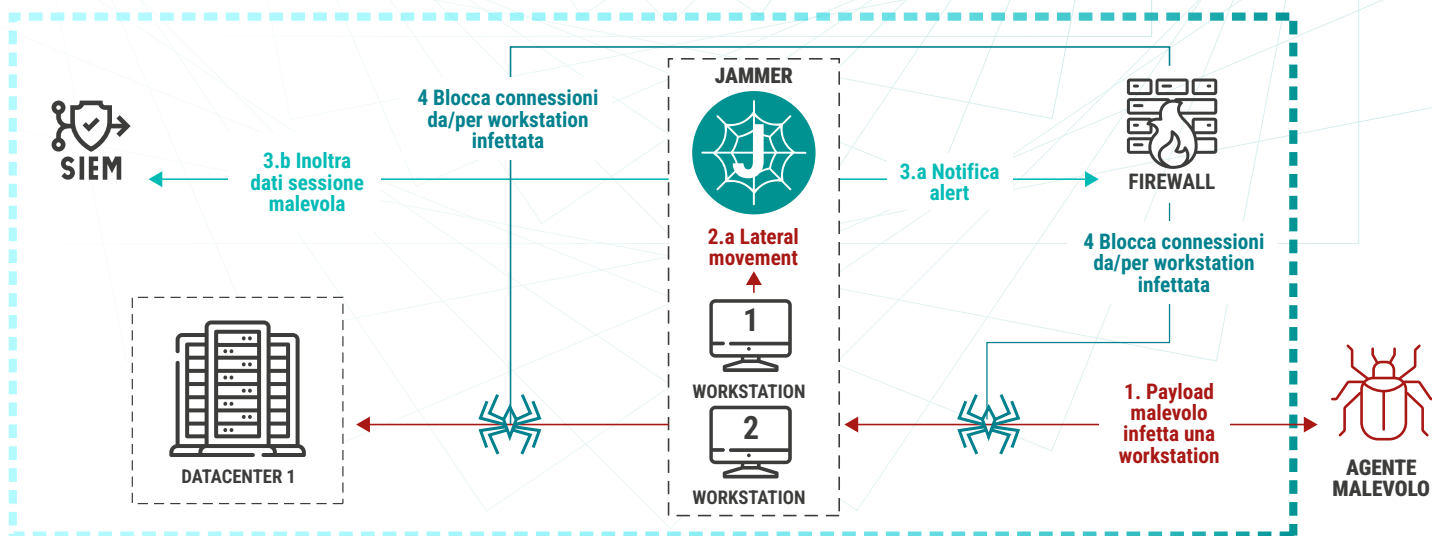 JAMMER
J
4 Blocca connessioni
da/per workstation
infettata
SIEM
3.b Inoltra
dati sessione
malevola
3.a Notifica
alert
FIREWALL
2.a Lateral
movement
4 Blocca connessioni
da/per workstation
infettata
1
WORKSTATION
2
WORKSTATION
DATACENTER 1
1. Payload
malevolo
infetta una
workstation
AGENTE
MALEVOLO